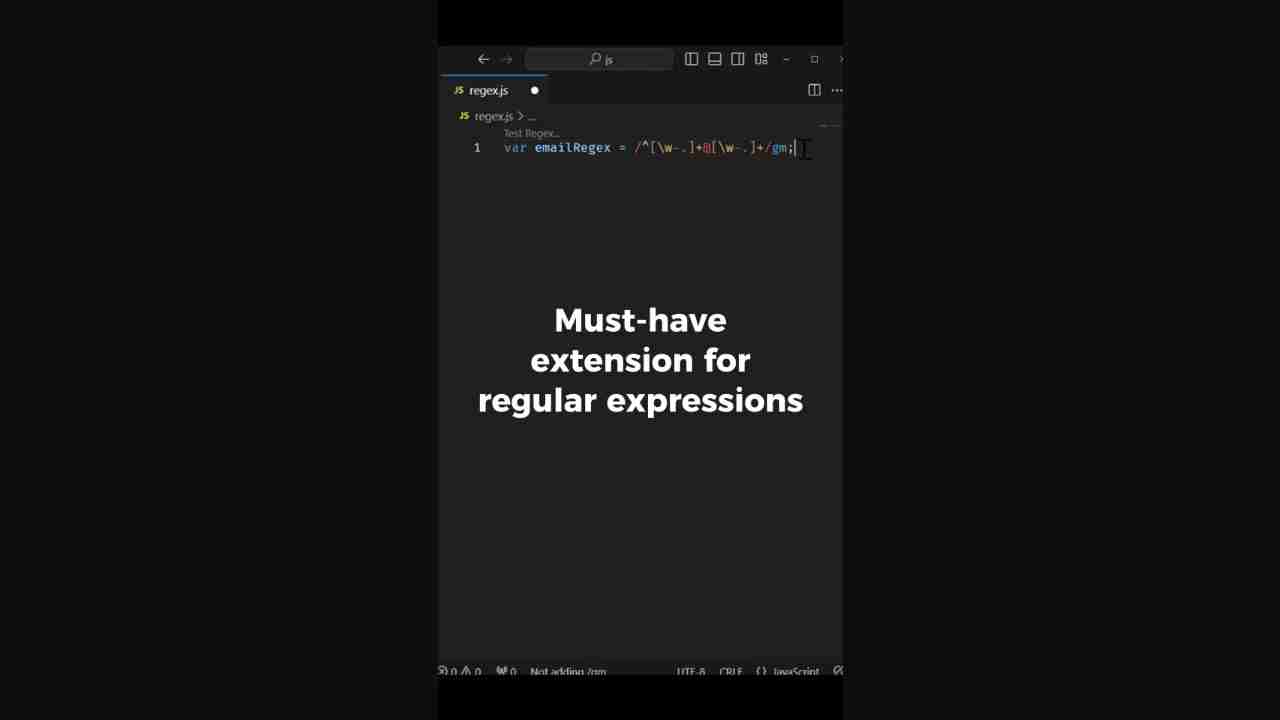 js
JS regex.js
JS regex.js > ...
Test Regex...
1 var emailRegex = /^[\w-.]+@[\w-.]+/gm;
Must-have
extension for
regular expressions
0 0 0 Not adding /gm UTF-8 CRLF {} JavaScript